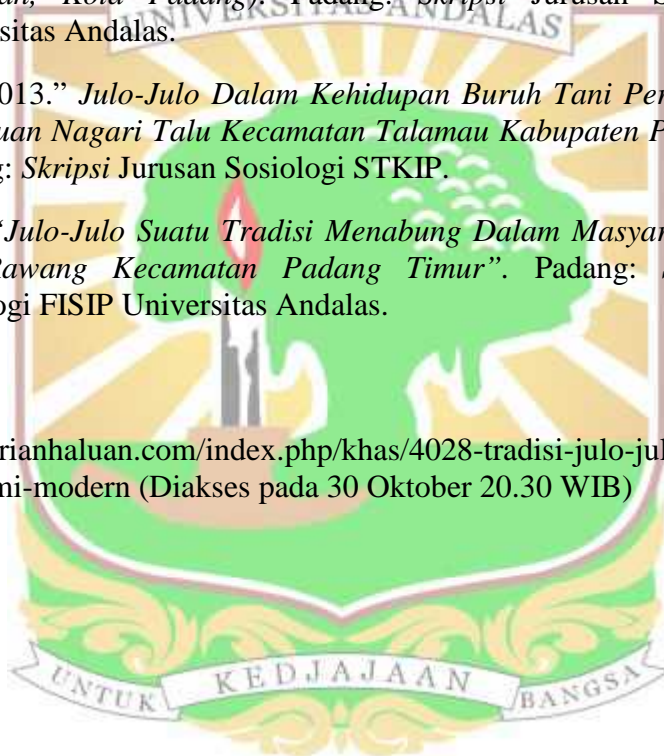 an, Kota Padang). Padang: Skripsi Jurusan S
UNIVERSITAS ANDALAS
sitas Andalas.
013.” Julo-Julo Dalam Kehidupan Buruh Tani Per
uan Nagari Talu Kecamatan Talamau Kabupaten P
g: Skripsi Jurusan Sosiologi STKIP.
“Julo-Julo Suatu Tradisi Menabung Dalam Masyar
Rawang Kecamatan Padang Timur”. Padang:
ogi FISIP Universitas Andalas.
rianhaluan.com/index.php/khas/4028-tradisi-julo-jul
mi-modern (Diakses pada 30 Oktober 20.30 WIB)
UNTUK KEDJAJAAN BANGSA